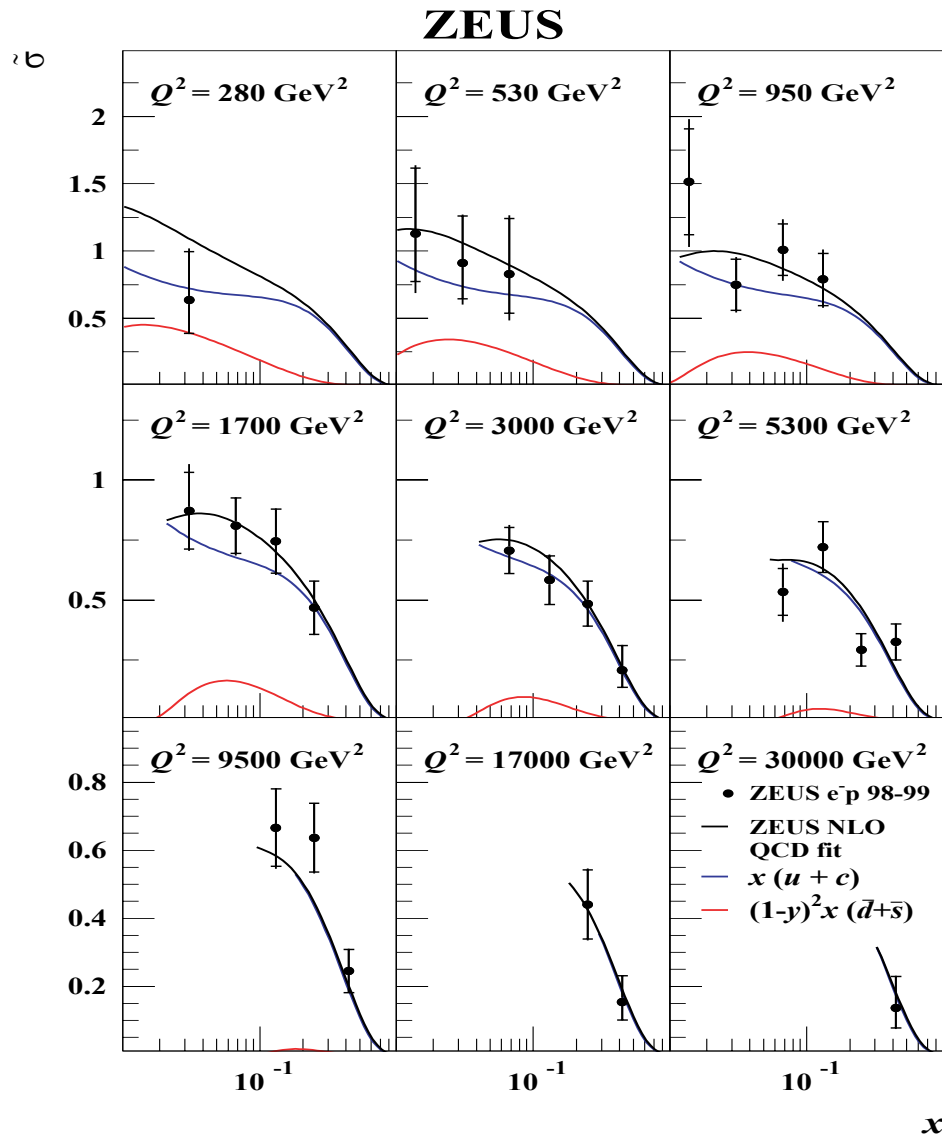 ZEUS
σ̃
Q² = 280 GeV²
Q² = 530 GeV²
Q² = 950 GeV²
2
1.5
1
0.5
Q² = 1700 GeV²
Q² = 3000 GeV²
Q² = 5300 GeV²
1
0.5
Q² = 9500 GeV²
Q² = 17000 GeV²
Q² = 30000 GeV²
0.8
0.6
0.4
0.2
ZEUS e⁻p 98-99
ZEUS NLO
QCD fit
x (u + c)
(1-y)²x (d̄+s̄)
10⁻¹
10⁻¹
10⁻¹
x